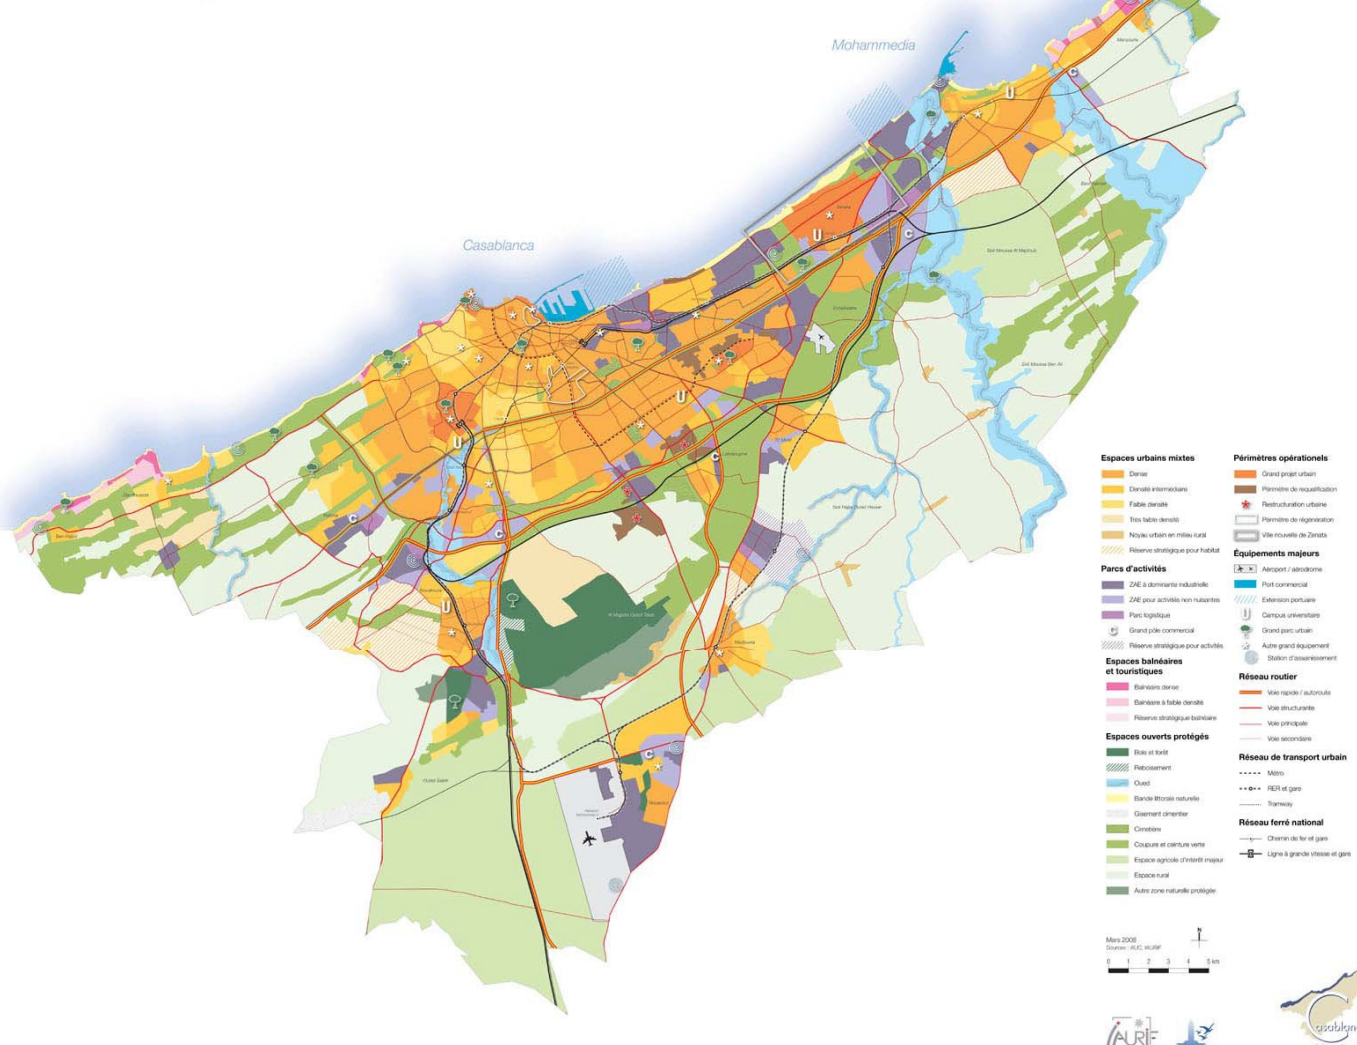 Mohammedia
Casablanca
Espaces urbains mixtes
Dense
Densité intermédiaire
Faible densité
Très faible densité
Noyau urbain en milieu rural
Réserve stratégique pour habitat
Parcs d'activités
ZAE à dominante industrielle
ZAE pour activités non nuisantes
Parc logistique
C Grand pôle commercial
Réserve stratégique pour activités
Espaces balnéaires
et touristiques
Balnéaire dense
Balnéaire à faible densité
Réserve stratégique balnéaire
Espaces ouverts protégés
Bois et forêt
Reboisement
Oued
Bande littorale naturelle
Gisement cimentier
Cimetière
Coupure et ceinture verte
Espace agricole d'intérêt majeur
Espace rural
Autre zone naturelle protégée
Périmètres opérationels
Grand projet urbain
Périmètre de requalification
Restructuration urbaine
Périmètre de régénération
Ville nouvelle de Zenata
Équipements majeurs
Aéroport / aérodrome
Port commercial
Extension portuaire
U Campus universitaire
Grand parc urbain
Autre grand équipement
Station d'assainissement
Réseau routier
Voie rapide / autoroute
Voie structurante
Voie principale
Voie secondaire
Réseau de transport urbain
Métro
RER et gare
Tramway
Réseau ferré national
Chemin de fer et gare
Ligne à grande vitesse et gare
Mars 2008
Sources : AUC, IAURIF
N
0 1 2 3 4 5 km
IAURIF
Casablan